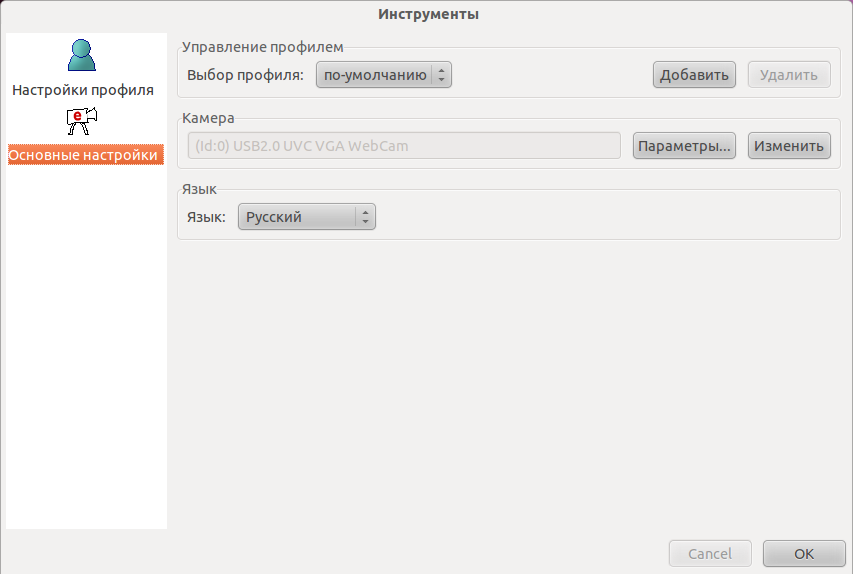 Инструменты
Настройки профиля
e
Основные настройки
Управление профилем
Выбор профиля: по-умолчанию Добавить Удалить
Камера
(Id:0) USB2.0 UVC VGA WebCam Параметры... Изменить
Язык
Язык: Русский
Cancel OK